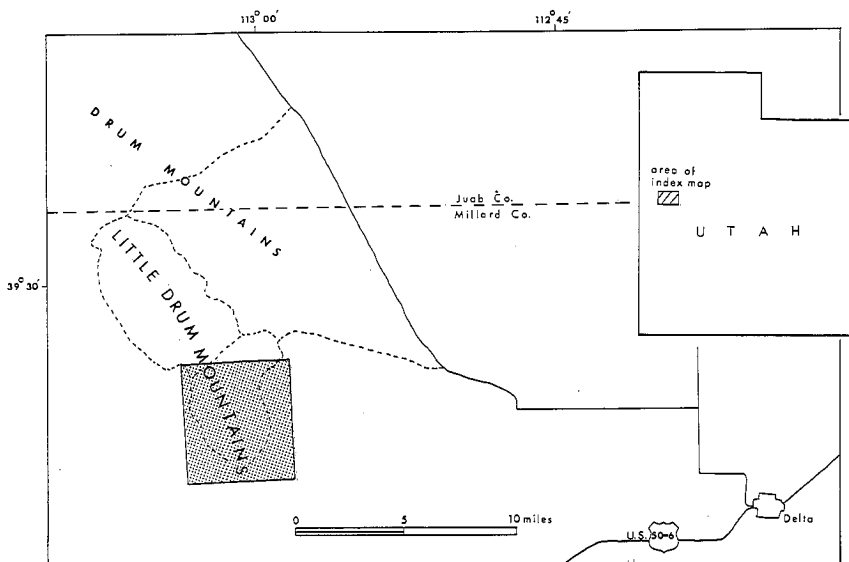 113° 00′
112° 45′
DRUM MOUNTAINS
area of
index map
Juab Co.
Millard Co.
UTAH
LITTLE DRUM MOUNTAINS
39° 30′
0
5
10 miles
U.S. 50-6
Delta